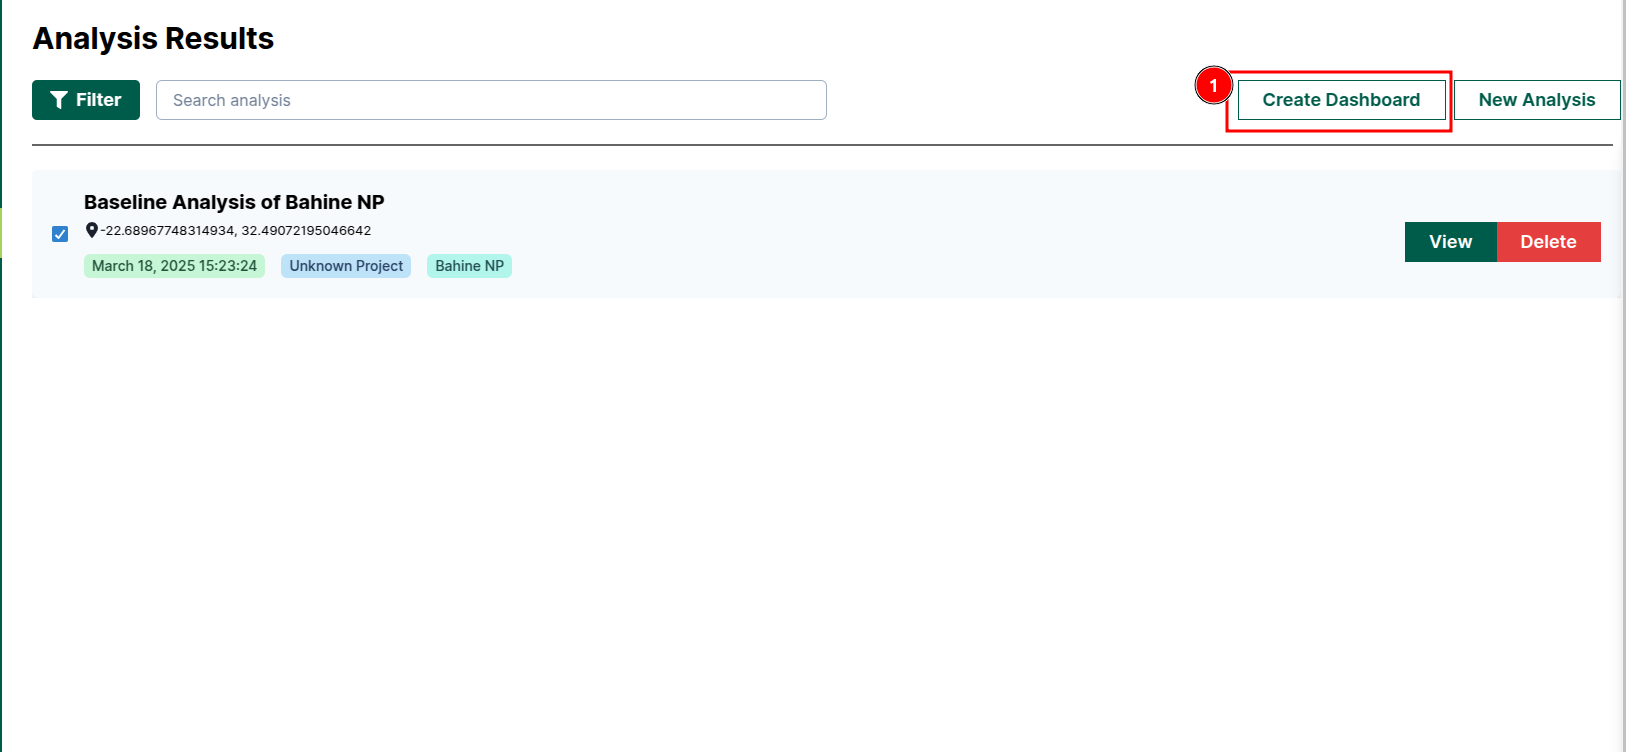 Analysis Results
Filter
Search analysis
1
Create Dashboard
New Analysis
Baseline Analysis of Bahine NP
-22.68967748314934, 32.49072195046642
March 18, 2025 15:23:24
Unknown Project
Bahine NP
View
Delete